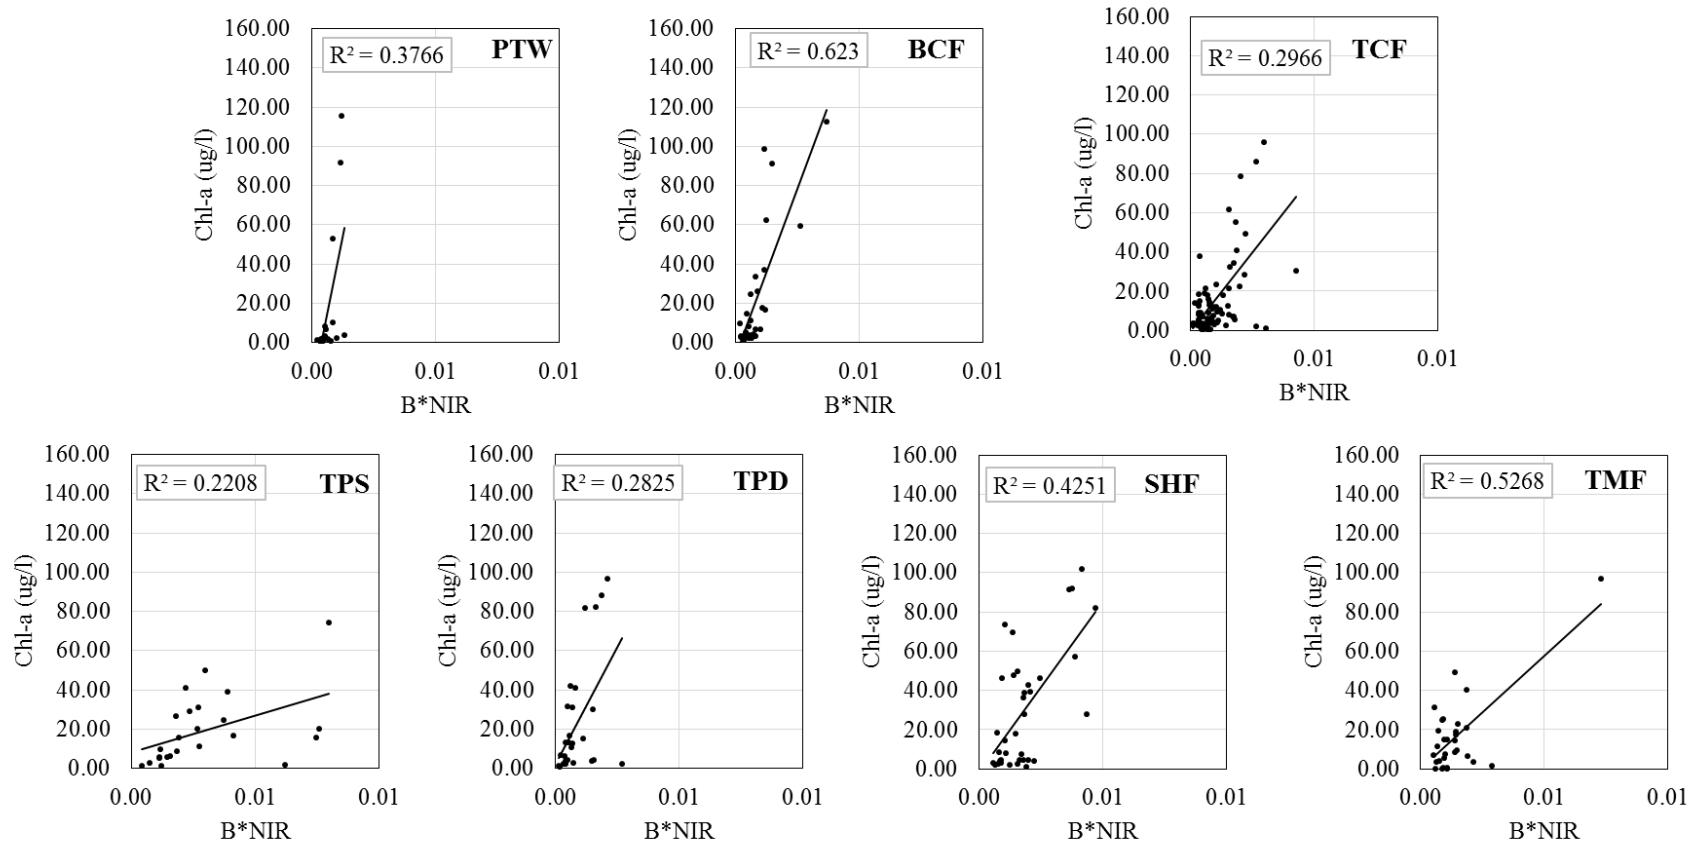 160.00
140.00
120.00
100.00
80.00
60.00
40.00
20.00
0.00
Chl-a (ug/l)
R² = 0.3766
PTW
0.00 0.01 0.01
B*NIR
160.00
140.00
120.00
100.00
80.00
60.00
40.00
20.00
0.00
Chl-a (ug/l)
R² = 0.623
BCF
0.00 0.01 0.01
B*NIR
160.00
140.00
120.00
100.00
80.00
60.00
40.00
20.00
0.00
Chl-a (ug/l)
R² = 0.2966
TCF
0.00 0.01 0.01
B*NIR
160.00
140.00
120.00
100.00
80.00
60.00
40.00
20.00
0.00
Chl-a (ug/l)
R² = 0.2208
TPS
0.00 0.01 0.01
B*NIR
160.00
140.00
120.00
100.00
80.00
60.00
40.00
20.00
0.00
Chl-a (ug/l)
R² = 0.2825
TPD
0.00 0.01 0.01
B*NIR
160.00
140.00
120.00
100.00
80.00
60.00
40.00
20.00
0.00
Chl-a (ug/l)
R² = 0.4251
SHF
0.00 0.01 0.01
B*NIR
160.00
140.00
120.00
100.00
80.00
60.00
40.00
20.00
0.00
Chl-a (ug/l)
R² = 0.5268
TMF
0.00 0.01 0.01
B*NIR